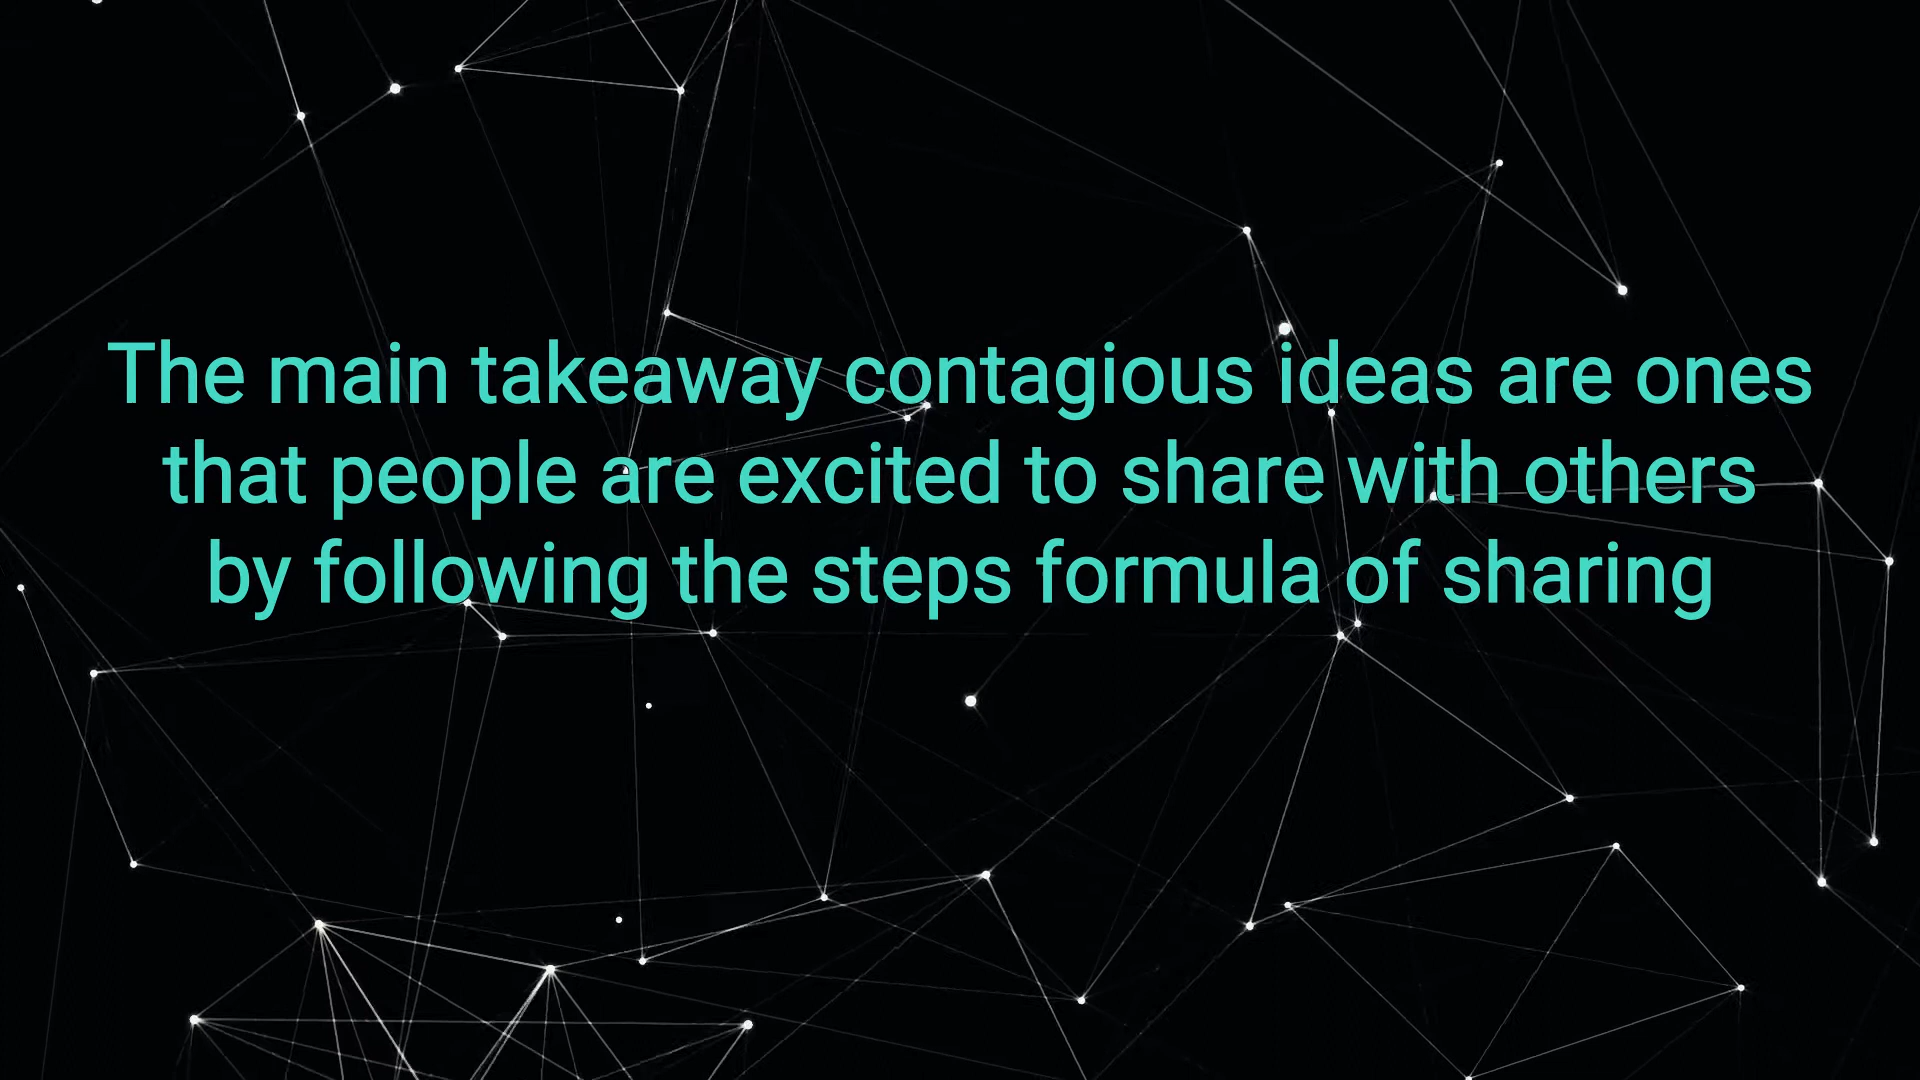 The main takeaway contagious ideas are ones
that people are excited to share with others
by following the steps formula of sharing